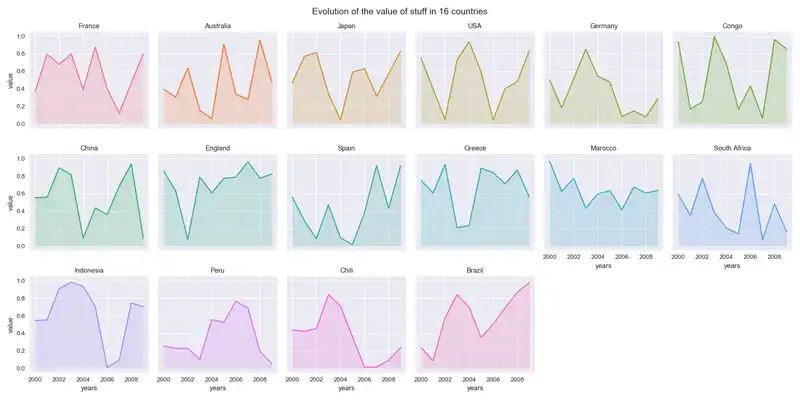 Evolution of the value of stuff in 16 countries
France Australia Japan USA Germany Congo
value
1.0
0.8
0.6
0.4
0.2
0.0
China England Spain Greece Marocco South Africa
value
1.0
0.8
0.6
0.4
0.2
0.0
2000 2002 2004 2006 2008 2000 2002 2004 2006 2008
years years
Indonesia Peru Chili Brazil
value
1.0
0.8
0.6
0.4
0.2
0.0
2000 2002 2004 2006 2008 2000 2002 2004 2006 2008 2000 2002 2004 2006 2008 2000 2002 2004 2006 2008
years years years years